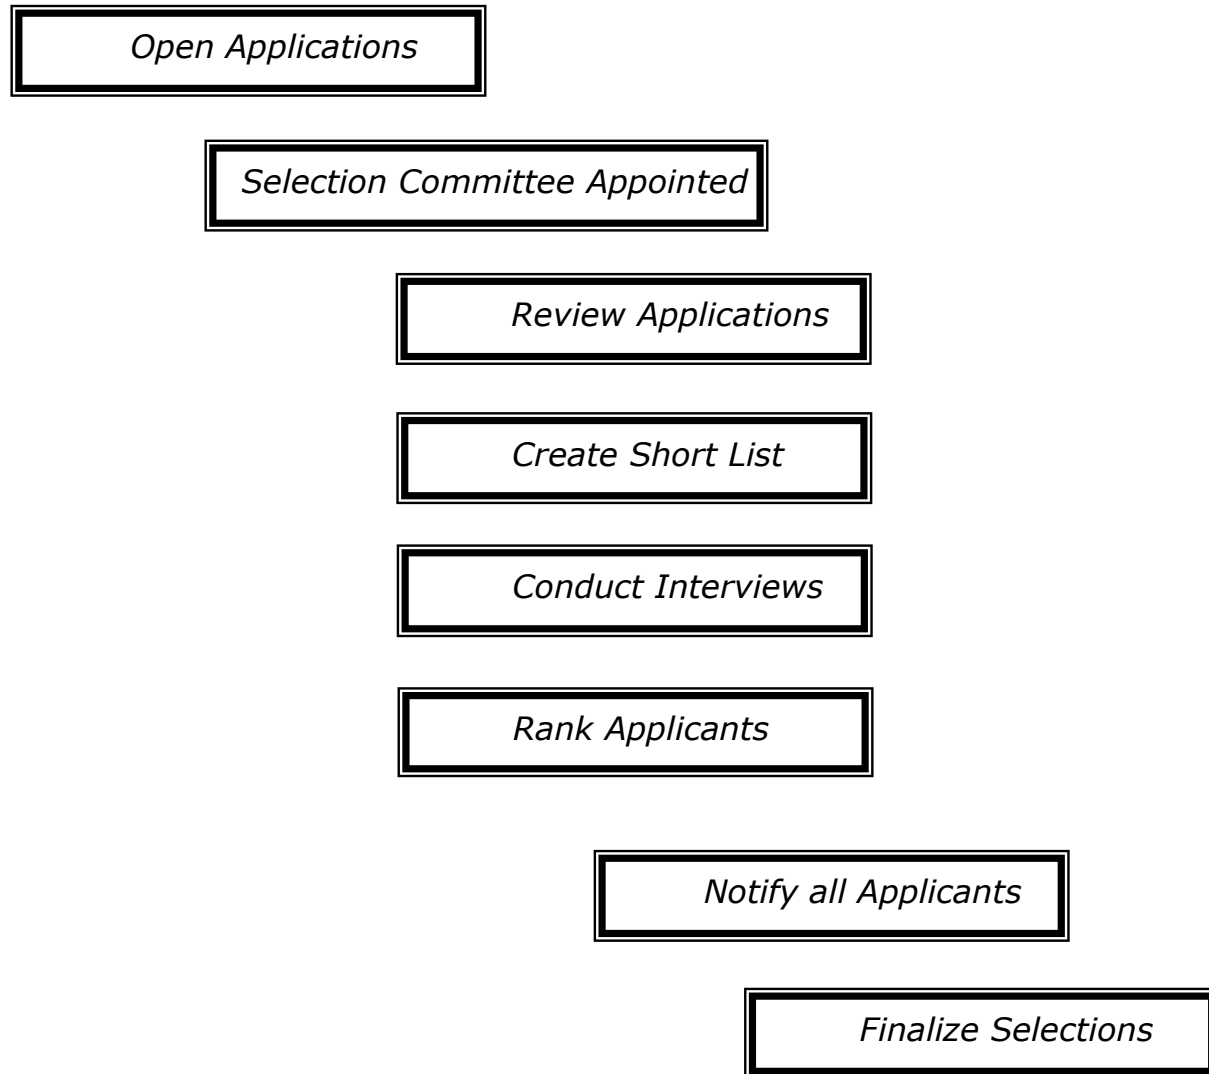 Open Applications
Selection Committee Appointed
Review Applications
Create Short List
Conduct Interviews
Rank Applicants
Notify all Applicants
Finalize Selections